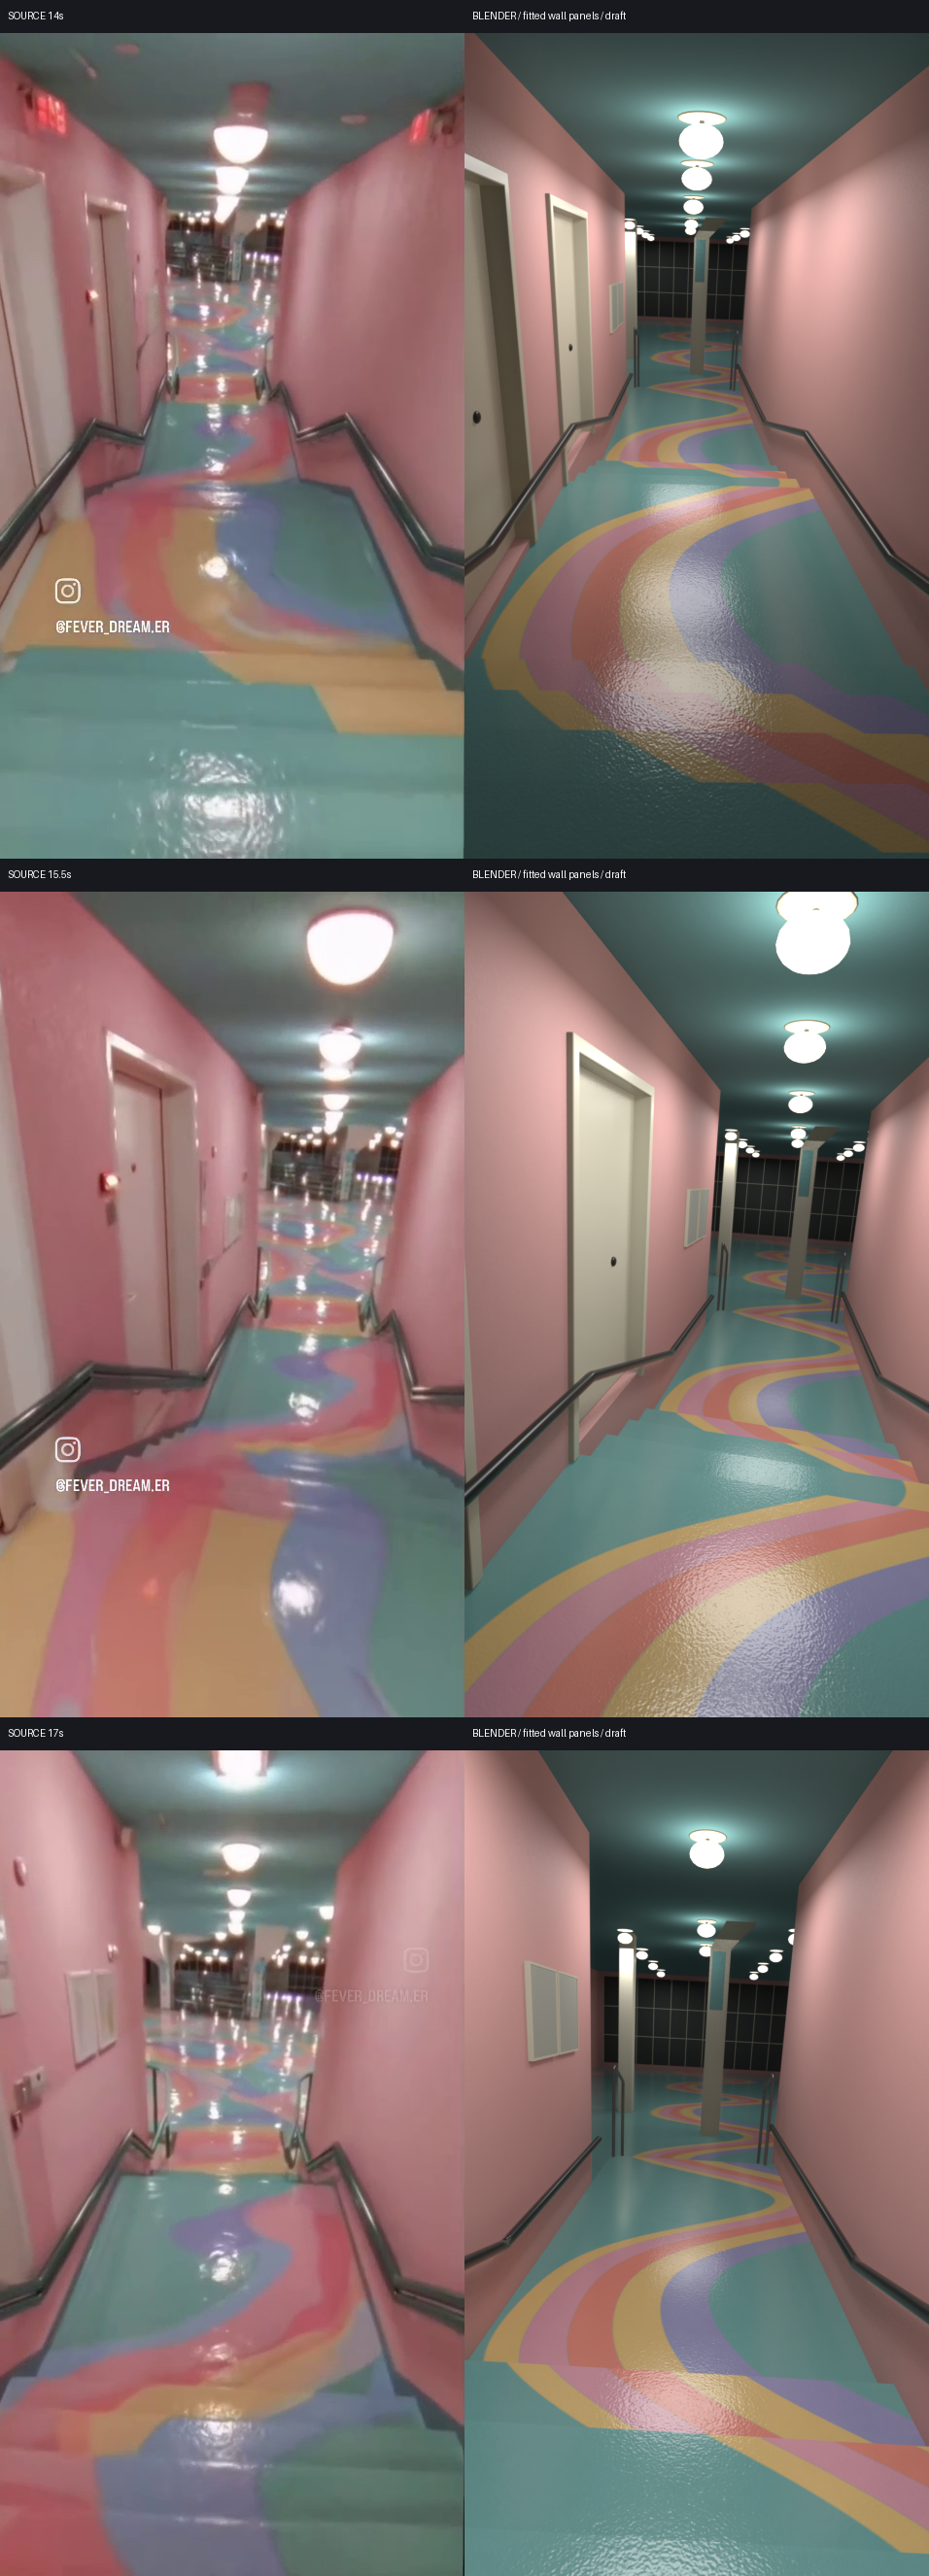 SOURCE 14s
BLENDER / fitted wall panels / draft
@FEVER_DREAM.ER
SOURCE 15.5s
BLENDER / fitted wall panels / draft
@FEVER_DREAM.ER
SOURCE 17s
BLENDER / fitted wall panels / draft
@FEVER_DREAM.ER